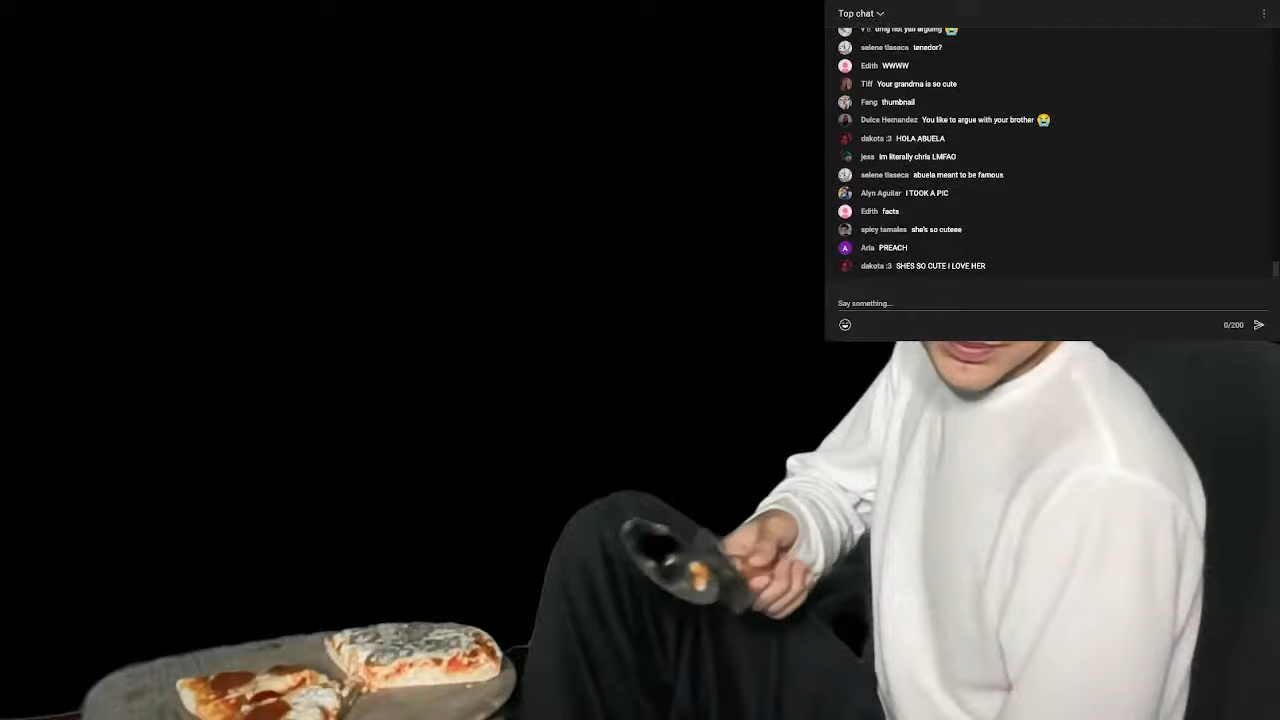 Top chat
Y!! omg not yall arguing 😭
selene tlaseca tenedor?
Edith WWWW
Tiff Your grandma is so cute
Fang thumbnail
Dulce Hernandez You like to argue with your brother 😭
dakota :3 HOLA ABUELA
jess im literally chris LMFAO
selene tlaseca abuela meant to be famous
Alyn Aguilar I TOOK A PIC
Edith facts
spicy tamales she's so cuteee
A Aria PREACH
dakota :3 SHES SO CUTE I LOVE HER
Say something...
0/200